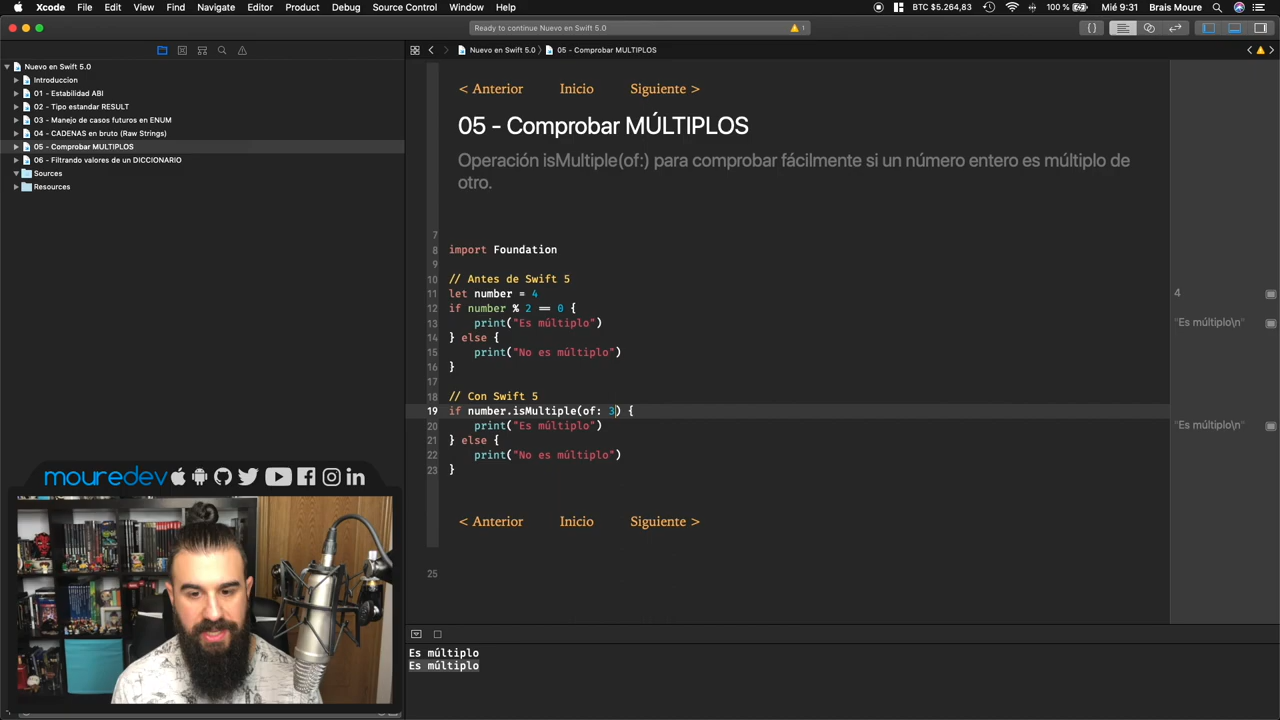 Xcode File Edit View Find Navigate Editor Product Debug Source Control Window Help BTC $5.264,83 100 % Mié 9:31 Brais Moure
Ready to continue Nuevo en Swift 5.0 1
Nuevo en Swift 5.0 05 - Comprobar MULTIPLOS
Nuevo en Swift 5.0
Introduccion
01 - Estabilidad ABI
02 - Tipo estandar RESULT
03 - Manejo de casos futuros en ENUM
04 - CADENAS en bruto (Raw Strings)
05 - Comprobar MULTIPLOS
06 - Filtrando valores de un DICCIONARIO
Sources
Resources
< Anterior Inicio Siguiente >
05 - Comprobar MÚLTIPLOS
Operación isMultiple(of:) para comprobar fácilmente si un número entero es múltiplo de
otro.
7
8 import Foundation
9
10 // Antes de Swift 5
11 let number = 4 4
12 if number % 2 == 0 {
13 print("Es múltiplo") "Es múltiplo\n"
14 } else {
15 print("No es múltiplo")
16 }
17
18 // Con Swift 5
19 if number.isMultiple(of: 3) {
20 print("Es múltiplo") "Es múltiplo\n"
21 } else {
22 print("No es múltiplo")
23 }
< Anterior Inicio Siguiente >
25
Es múltiplo
Es múltiplo
mouredev